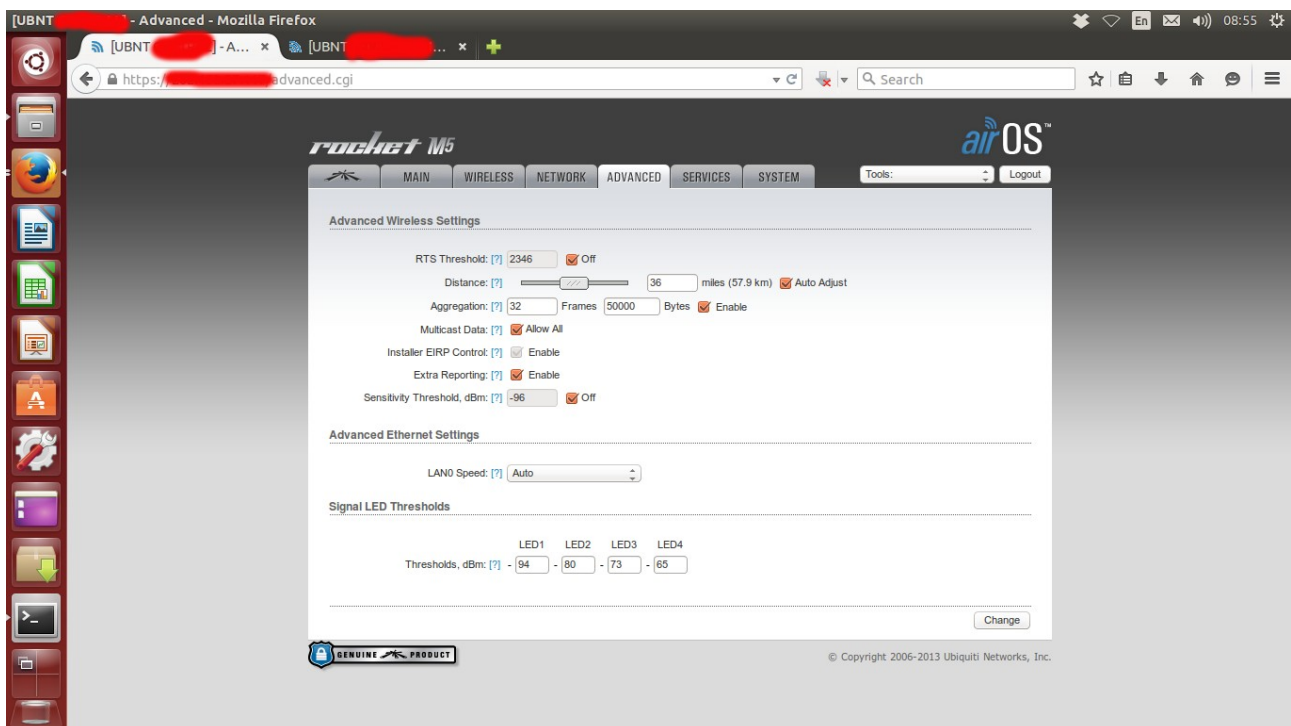 [UBNT - Advanced - Mozilla Firefox En 08:55
[UBNT ] - A... × [UBNT ... ×
https:/ advanced.cgi Search
rocket M5 airOS™
MAIN WIRELESS NETWORK ADVANCED SERVICES SYSTEM Tools: Logout
Advanced Wireless Settings
RTS Threshold: [?] 2346 Off
Distance: [?] 36 miles (57.9 km) Auto Adjust
Aggregation: [?] 32 Frames 50000 Bytes Enable
Multicast Data: [?] Allow All
Installer EIRP Control: [?] Enable
Extra Reporting: [?] Enable
Sensitivity Threshold, dBm: [?] -96 Off
Advanced Ethernet Settings
LAN0 Speed: [?] Auto
Signal LED Thresholds
LED1 LED2 LED3 LED4
Thresholds, dBm: [?] - 94 - 80 - 73 - 65
Change
GENUINE PRODUCT © Copyright 2006-2013 Ubiquiti Networks, Inc.